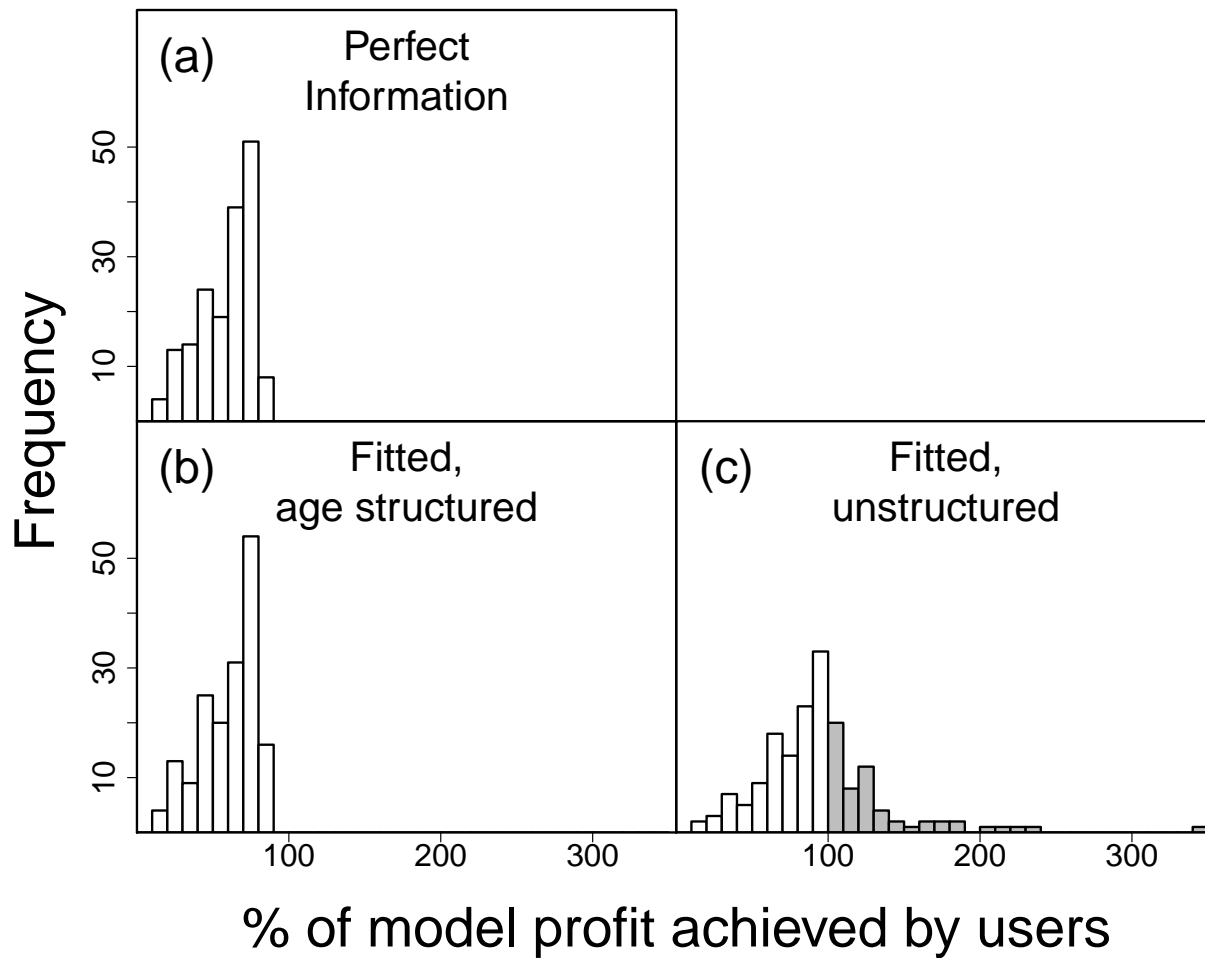 (a)
Perfect
Information
50
30
10
Frequency
(b)
Fitted,
age structured
50
30
10
(c)
Fitted,
unstructured
100
200
300
100
200
300
% of model profit achieved by users